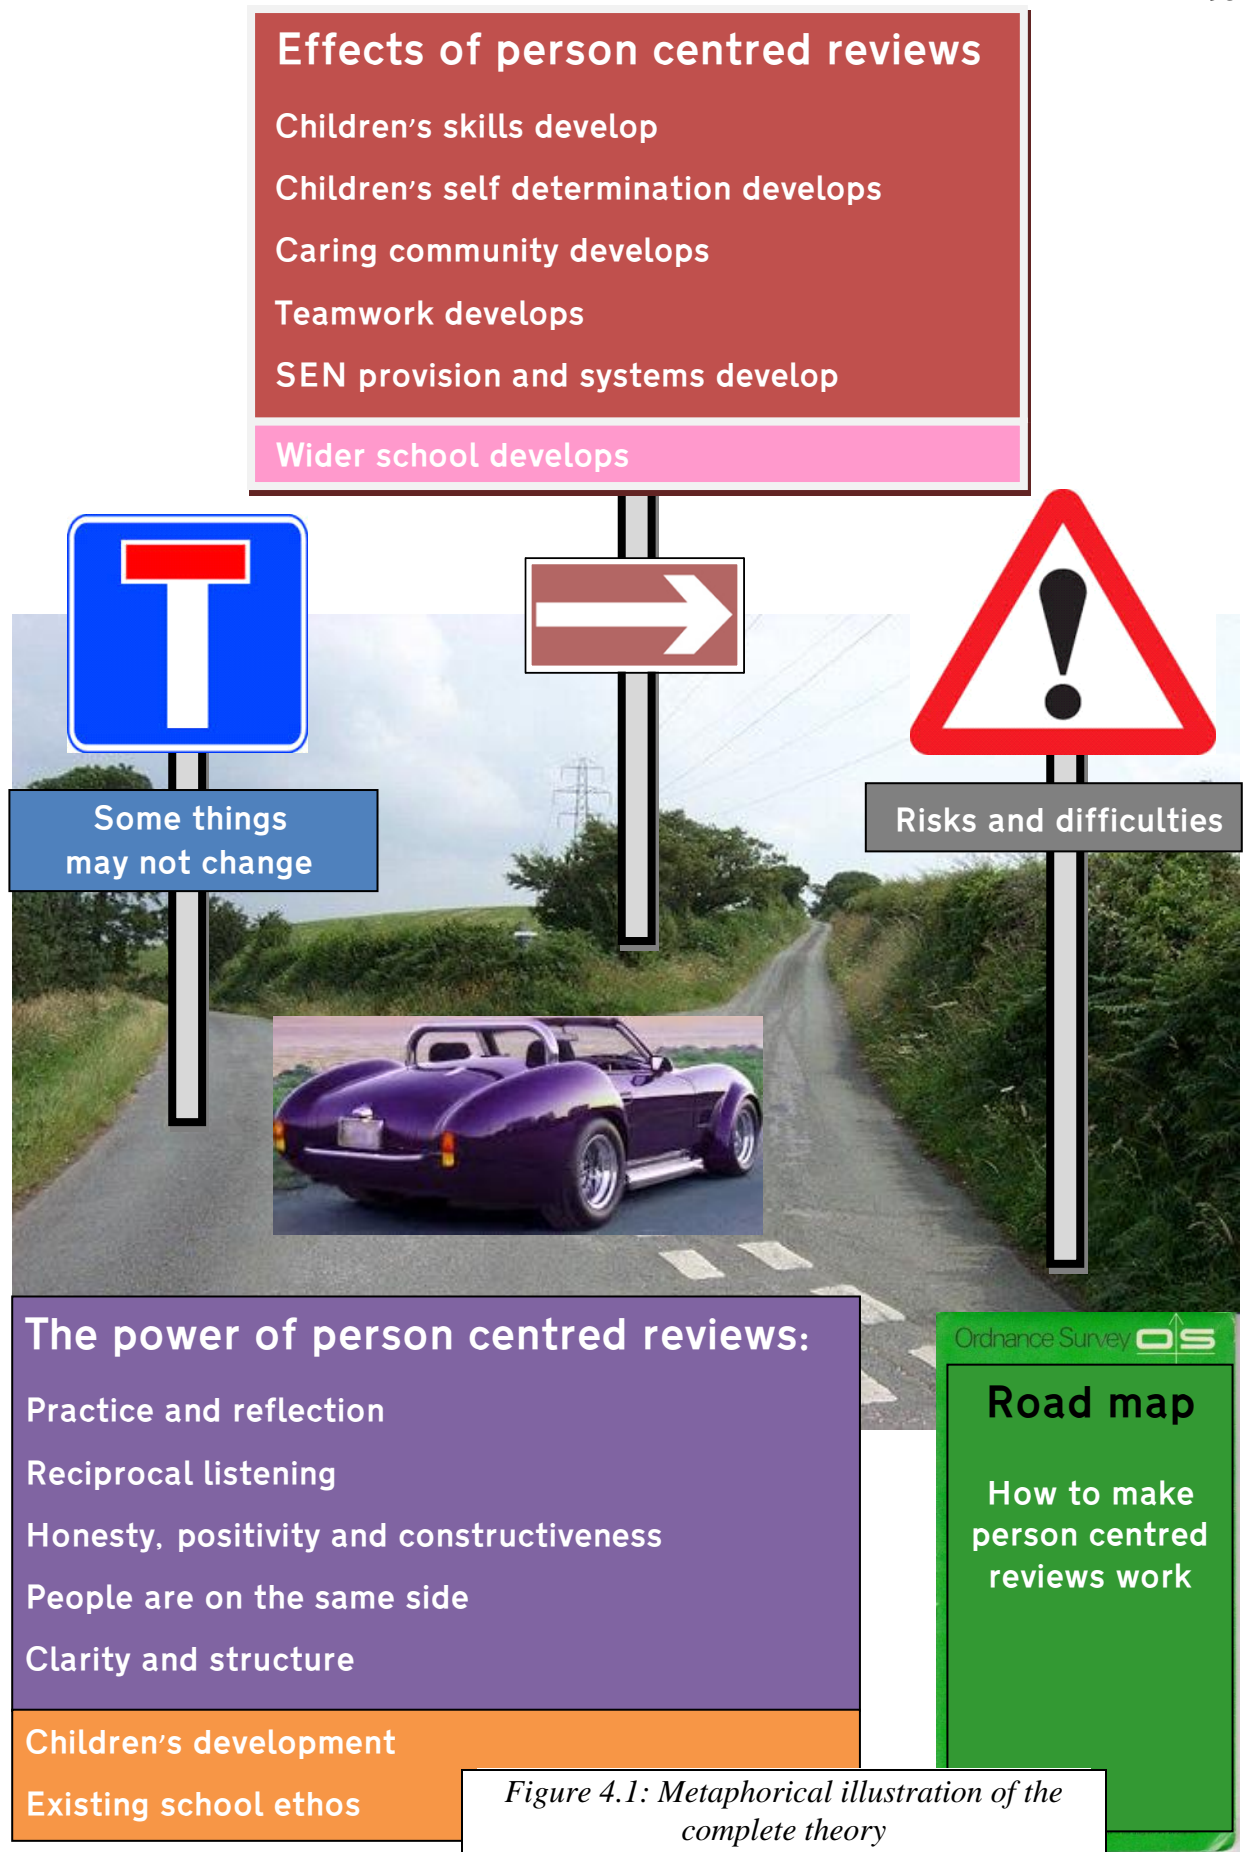 Effects of person centred reviews
Children's skills develop
Children's self determination develops
Caring community develops
Teamwork develops
SEN provision and systems develop
Wider school develops
Some things
may not change
Risks and difficulties
The power of person centred reviews:
Practice and reflection
Reciprocal listening
Honesty, positivity and constructiveness
People are on the same side
Clarity and structure
Children's development
Existing school ethos
Ordnance Survey OS
Road map
How to make
person centred
reviews work
Figure 4.1: Metaphorical illustration of the
complete theory